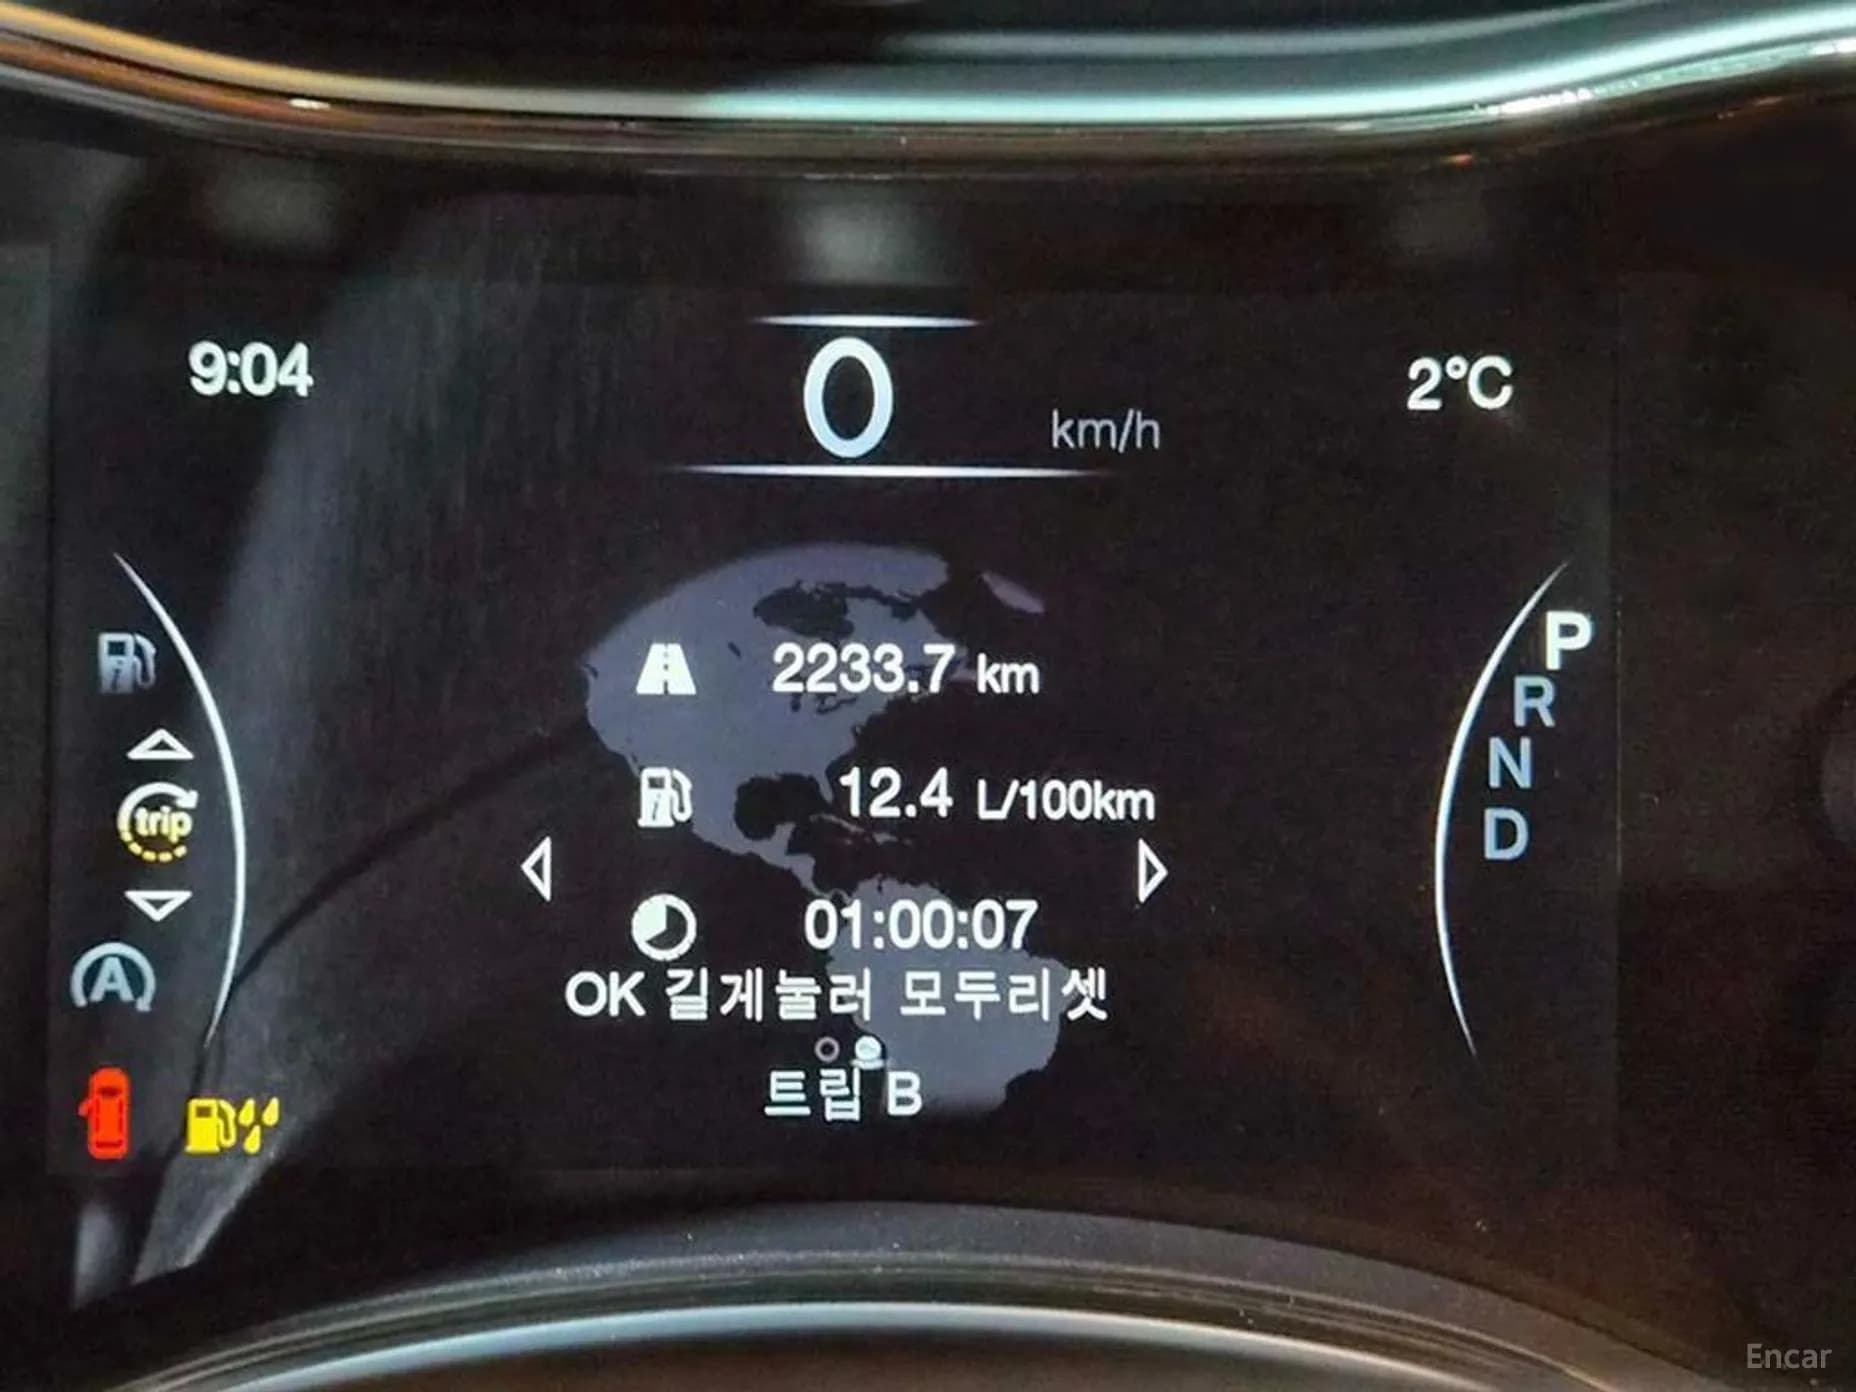 9:04
0 km/h
2°C
2233.7 km
12.4 L/100km
trip
01:00:07
OK 길게눌러 모두리셋
트립 B
A
P
R
N
D
Encar